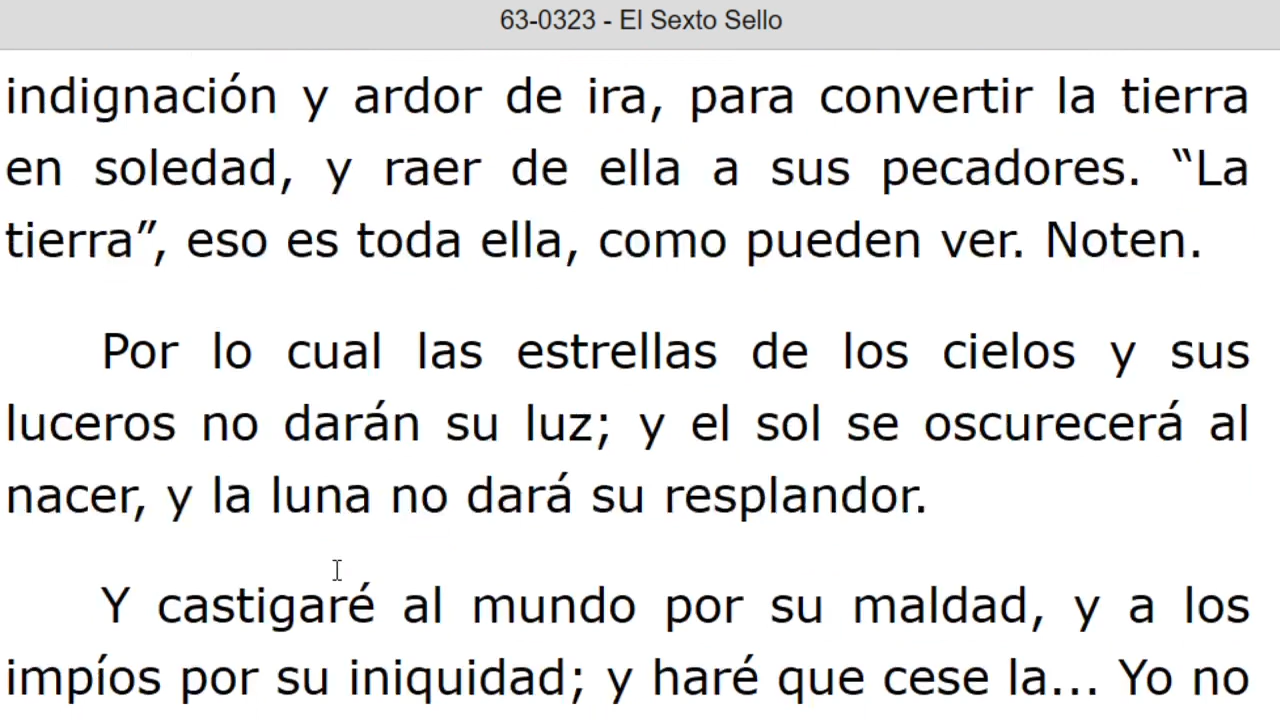 63-0323 - El Sexto Sello
indignación y ardor de ira, para convertir la tierra
en soledad, y raer de ella a sus pecadores. “La
tierra”, eso es toda ella, como pueden ver. Noten.
Por lo cual las estrellas de los cielos y sus
luceros no darán su luz; y el sol se oscurecerá al
nacer, y la luna no dará su resplandor.
Y castigaré al mundo por su maldad, y a los
impíos por su iniquidad; y haré que cese la... Yo no